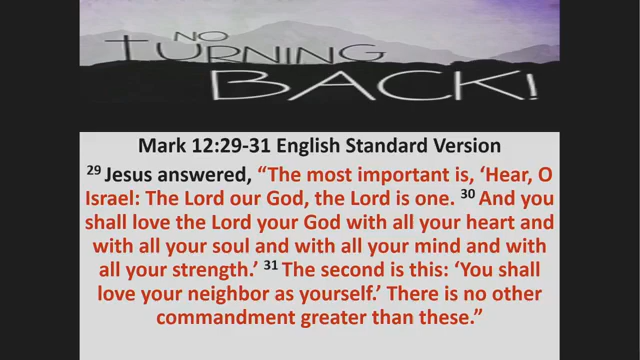 NO
TURNING
BACK!
Mark 12:29-31 English Standard Version
29 Jesus answered, “The most important is, ‘Hear, O
Israel: The Lord our God, the Lord is one. 30 And you
shall love the Lord your God with all your heart and
with all your soul and with all your mind and with
all your strength.’ 31 The second is this: ‘You shall
love your neighbor as yourself.’ There is no other
commandment greater than these.”